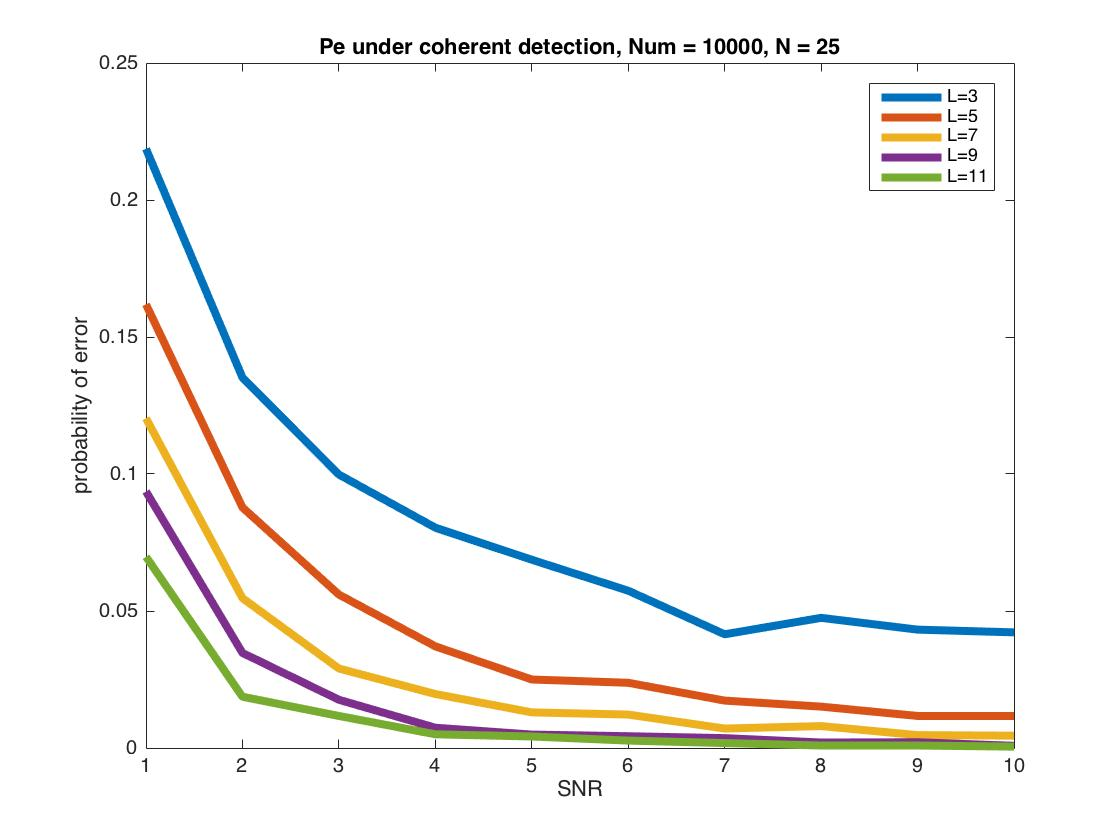 Pe under coherent detection, Num = 10000, N = 25
0.25
0.2
0.15
0.1
0.05
0
probability of error
L=3
L=5
L=7
L=9
L=11
1 2 3 4 5 6 7 8 9 10
SNR